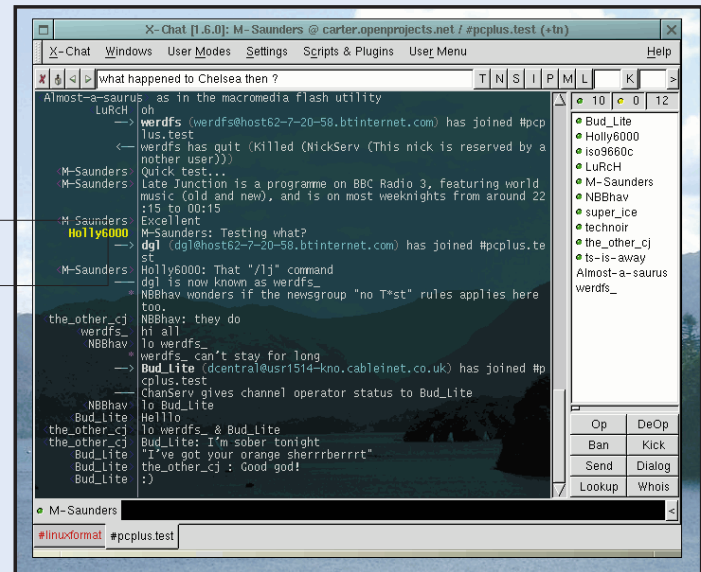 X-Chat [1.6.0]: M-Saunders @ carter.openprojects.net / #pcplus.test (+tn)
X-Chat Windows User Modes Settings Scripts & Plugins User Menu Help
what happened to Chelsea then ?
T N S I P M L K >
Almost-a-saurus as in the macromedia flash utility
LuRcH oh
—> werdfs (werdfs@host62-7-20-58.btinternet.com) has joined #pcp
lus.test
<— werdfs has quit (Killed (NickServ (This nick is reserved by a
nother user)))
<M-Saunders> Quick test...
<M-Saunders> Late Junction is a programme on BBC Radio 3, featuring world
music (old and new), and is on most weeknights from around 22
:15 to 00:15
M-Saunders> Excellent
Holly6000 M-Saunders: Testing what?
—> dgl (dgl@host62-7-20-58.btinternet.com) has joined #pcplus.te
st
<M-Saunders> Holly6000: That "/lj" command
—— dgl is now known as werdfs_
* NBBhav wonders if the newsgroup "no T*st" rules applies here
too.
the_other_cj NBBhav: they do
werdfs_ hi all
NBBhav lo werdfs_
* werdfs_ can't stay for long
—> Bud_Lite (dcentral@usr1514-kno.cableinet.co.uk) has joined #p
cplus.test
—— ChanServ gives channel operator status to Bud_Lite
NBBhav lo Bud_Lite
Bud_Lite Helllo
the_other_cj lo werdfs_ & Bud_Lite
the_other_cj Bud_Lite: I'm sober tonight
Bud_Lite "I've got your orange sherrrberrrt"
Bud_Lite the_other_cj : Good god!
Bud_Lite :)
10 0 12
Bud_Lite
Holly6000
iso9660c
LuRcH
M-Saunders
NBBhav
super_ice
technoir
the_other_cj
ts-is-away
Almost-a-saurus
werdfs_
Op DeOp
Ban Kick
Send Dialog
Lookup Whois
M-Saunders <
#linuxformat #pcplus.test